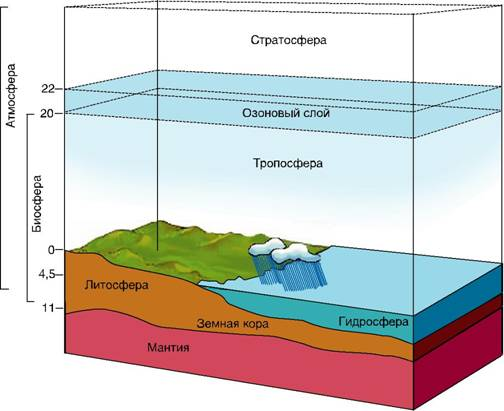 Стратосфера
Атмосфера
22
20
Озоновый слой
Тропосфера
Биосфера
0
4,5
11
Литосфера
Земная кора
Гидросфера
Мантия